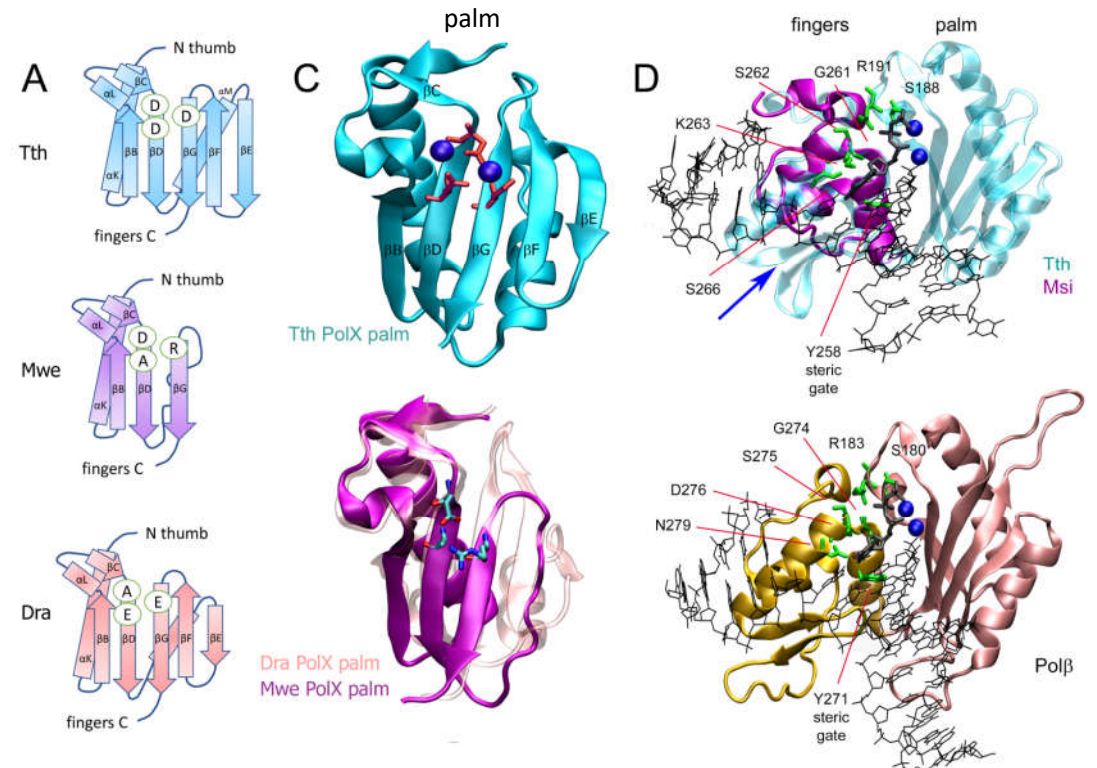 palm
A
N thumb
βC
αL
D
D
D
αM
βB
βD
βG
βF
βE
αK
Tth
fingers C
N thumb
βC
αL
D
A
R
βB
βD
βG
αK
Mwe
fingers C
N thumb
βC
αL
A
E
E
βB
βD
βG
βF
βE
αK
Dra
fingers C
C
βC
βE
βB
βD
βG
βF
Tth PolX palm
Dra PolX palm
Mwe PolX palm
D
fingers
palm
S262
G261
R191
S188
K263
S266
Tth
Msi
Y258
steric
gate
G274
R183
S180
S275
D276
N279
Polβ
Y271
steric
gate